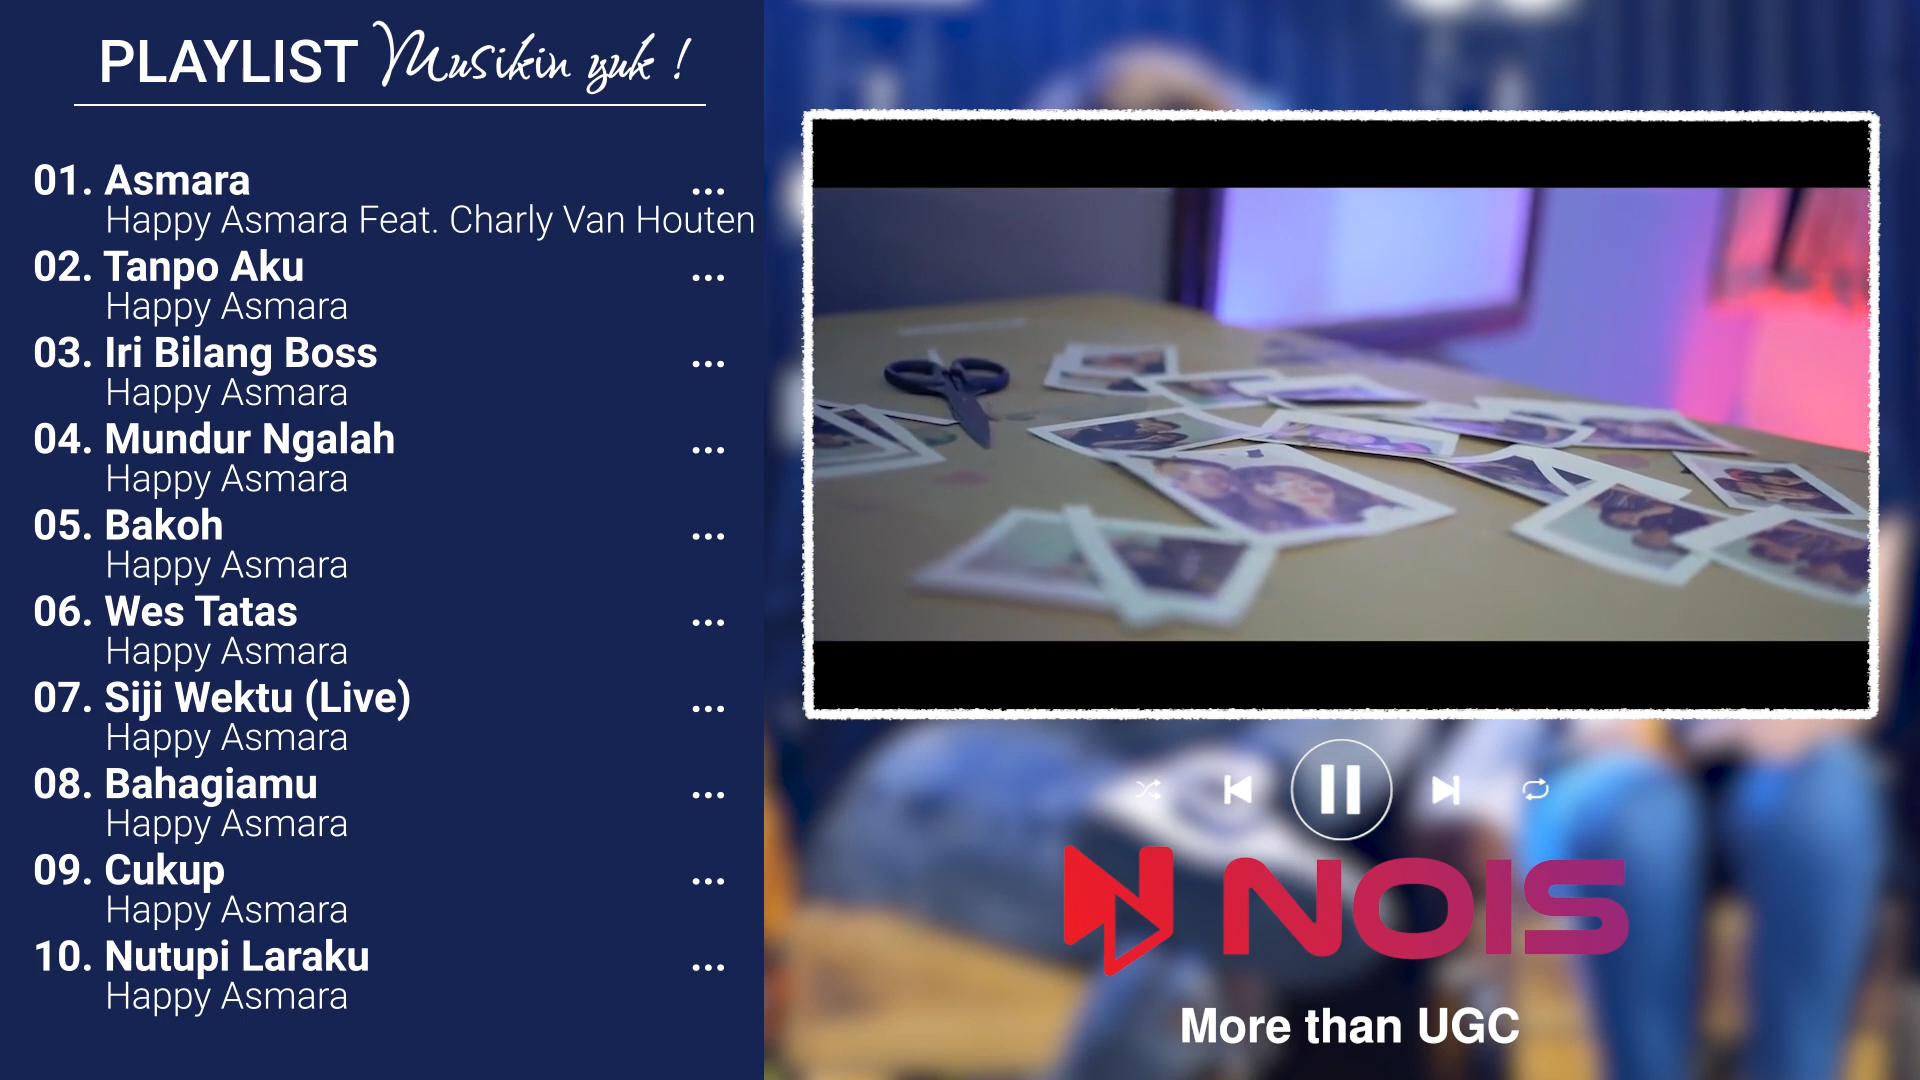 PLAYLIST Musikin yuk !
01. Asmara ...
Happy Asmara Feat. Charly Van Houten
02. Tanpo Aku ...
Happy Asmara
03. Iri Bilang Boss ...
Happy Asmara
04. Mundur Ngalah ...
Happy Asmara
05. Bakoh ...
Happy Asmara
06. Wes Tatas ...
Happy Asmara
07. Siji Wektu (Live) ...
Happy Asmara
08. Bahagiamu ...
Happy Asmara
09. Cukup ...
Happy Asmara
10. Nutupi Laraku ...
Happy Asmara
NOIS
More than UGC